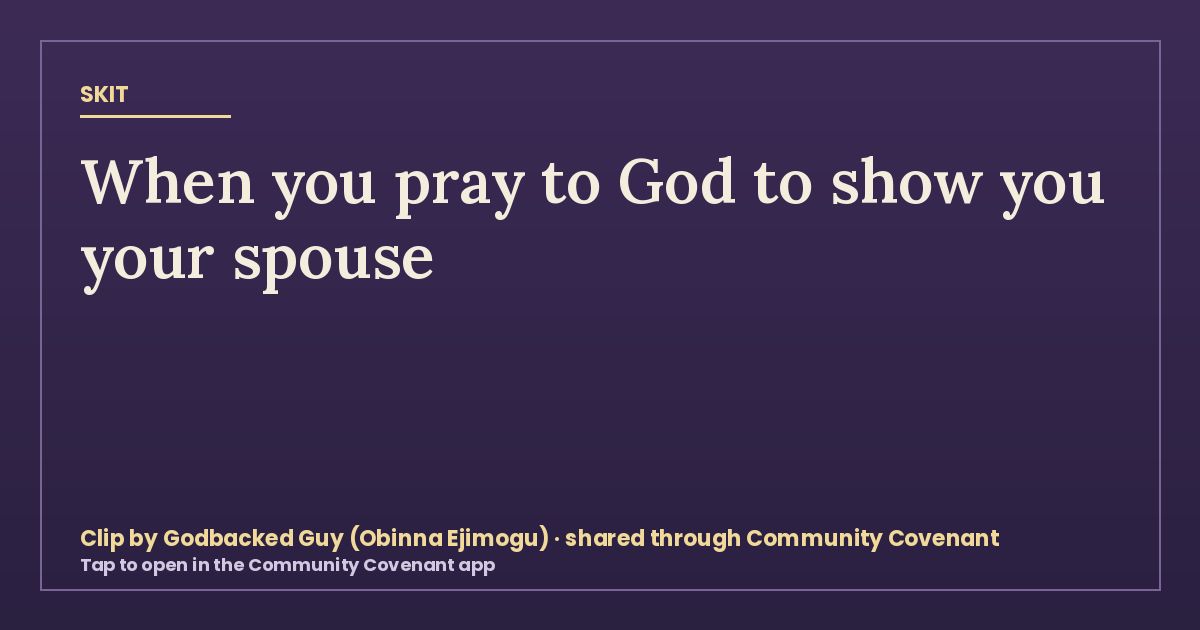 SKIT
When you pray to God to show you
your spouse
Clip by Godbacked Guy (Obinna Ejimogu) · shared through Community Covenant
Tap to open in the Community Covenant app